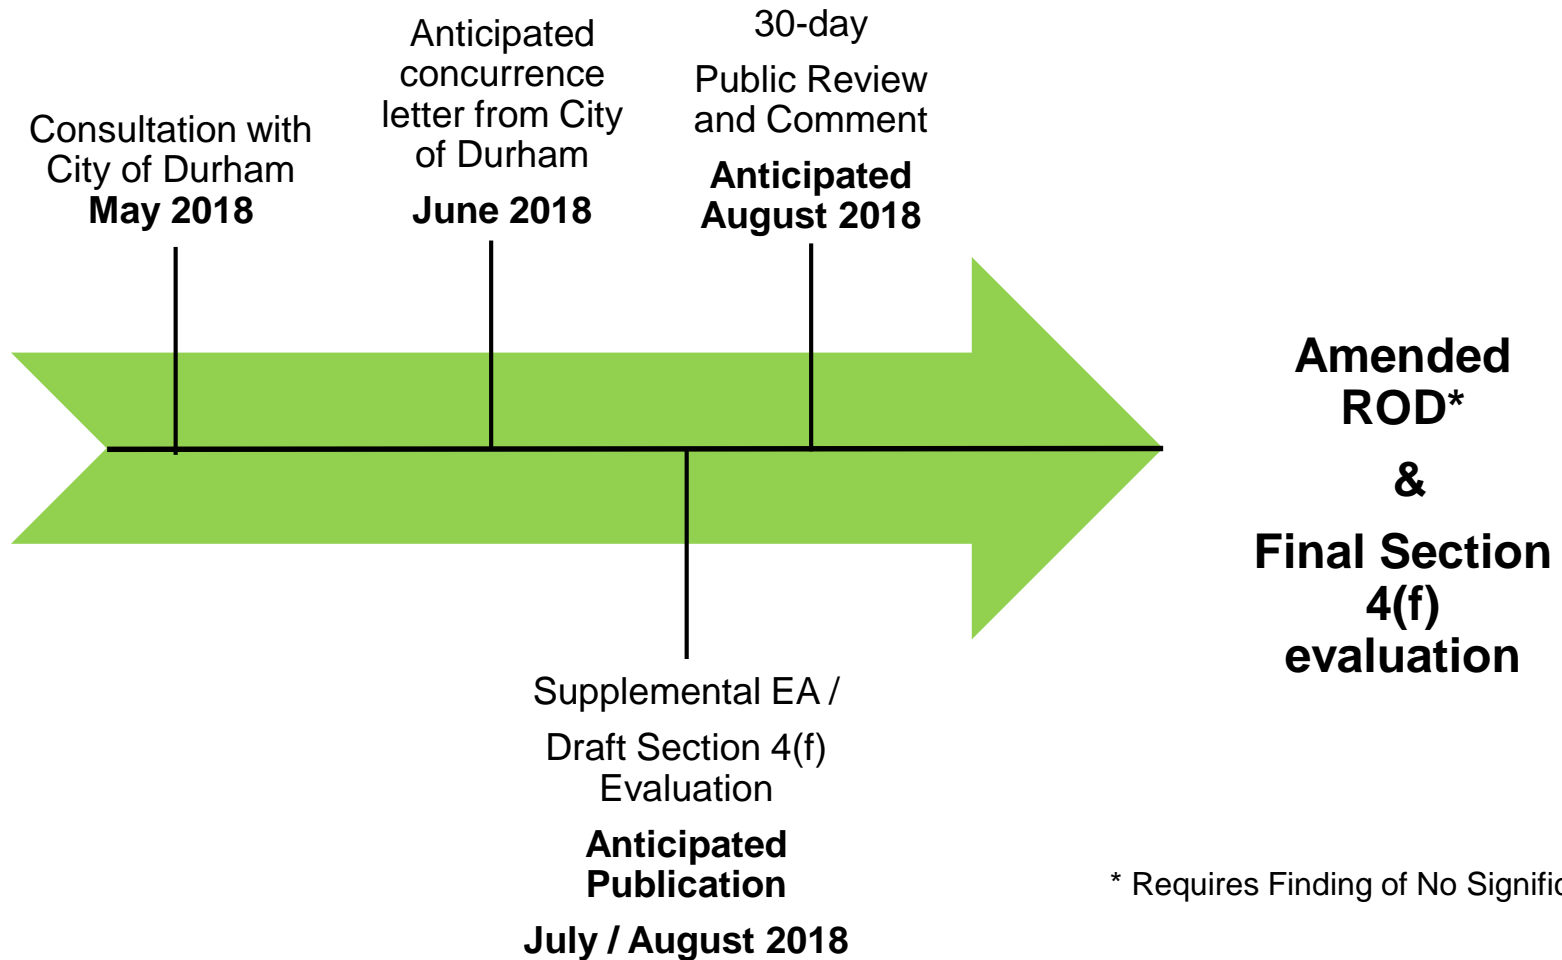 Consultation with
City of Durham
May 2018
Anticipated
concurrence
letter from City
of Durham
June 2018
30-day
Public Review
and Comment
Anticipated
August 2018
Supplemental EA /
Draft Section 4(f)
Evaluation
Anticipated
Publication
July / August 2018
Amended
ROD*
&
Final Section
4(f)
evaluation
* Requires Finding of No